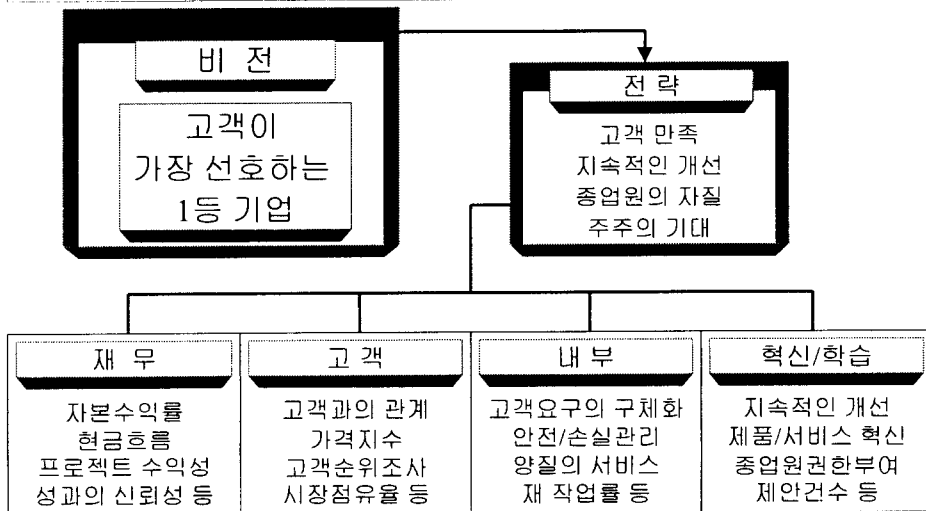 비 전
고객이
가장 선호하는
1등 기업
전 략
고객 만족
지속적인 개선
종업원의 자질
주주의 기대
재 무
자본수익률
현금흐름
프로젝트 수익성
성과의 신뢰성 등
고 객
고객과의 관계
가격지수
고객순위조사
시장점유율 등
내 부
고객요구의 구체화
안전/손실관리
양질의 서비스
재 작업률 등
혁신/학습
지속적인 개선
제품/서비스 혁신
종업원권한부여
제안건수 등